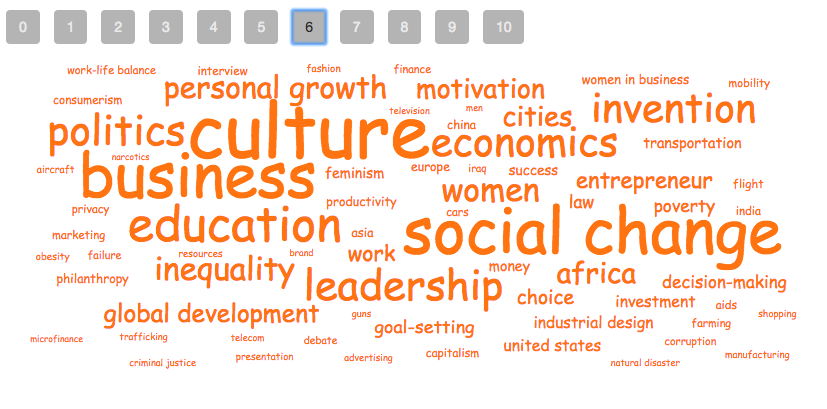 0 1 2 3 4 5 6 7 8 9 10
work-life balance interview fashion finance
personal growth motivation women in business mobility
consumerism television men cities invention
politics culture china economics transportation
aircraft narcotics business feminism europe iraq success
women entrepreneur flight
privacy productivity cars law poverty india
marketing education asia social change
obesity failure resources brand work
philanthropy inequality leadership money africa decision-making
choice investment aids
global development guns goal-setting industrial design farming shopping
microfinance trafficking telecom debate united states corruption
criminal justice presentation advertising capitalism natural disaster manufacturing